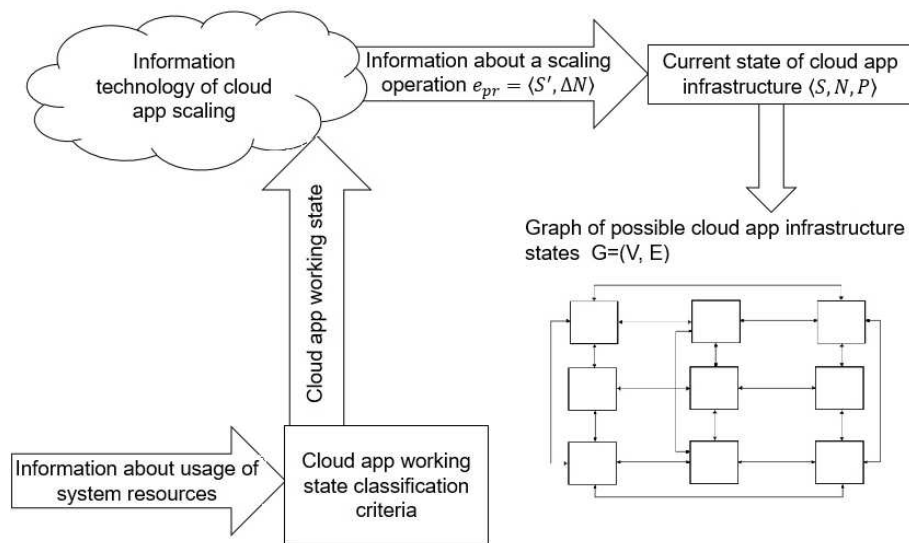 Information
technology of cloud
app scaling
Information about a scaling
operation 𝑒𝑝𝑟 = ⟨𝑆′, Δ𝑁⟩
Current state of cloud app
infrastructure ⟨𝑆, 𝑁, 𝑃⟩
Cloud app working state
Graph of possible cloud app infrastructure
states G=(V, E)
Information about usage of
system resources
Cloud app working
state classification
criteria